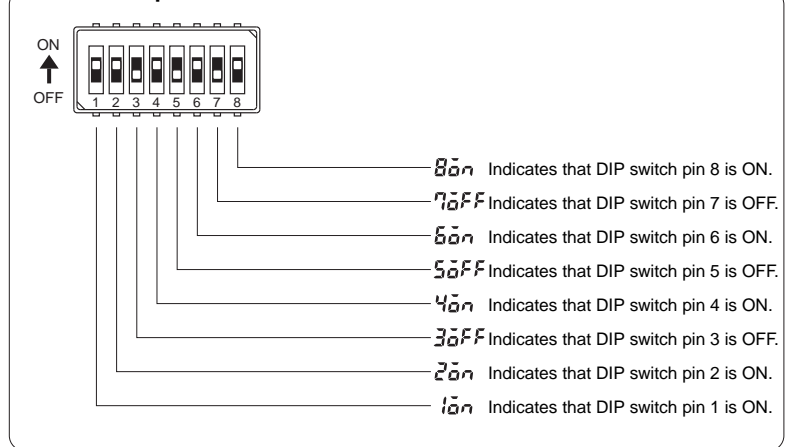 ON
OFF
1 2 3 4 5 6 7 8
8on Indicates that DIP switch pin 8 is ON.
7oFF Indicates that DIP switch pin 7 is OFF.
6on Indicates that DIP switch pin 6 is ON.
5oFF Indicates that DIP switch pin 5 is OFF.
4on Indicates that DIP switch pin 4 is ON.
3oFF Indicates that DIP switch pin 3 is OFF.
2on Indicates that DIP switch pin 2 is ON.
1on Indicates that DIP switch pin 1 is ON.